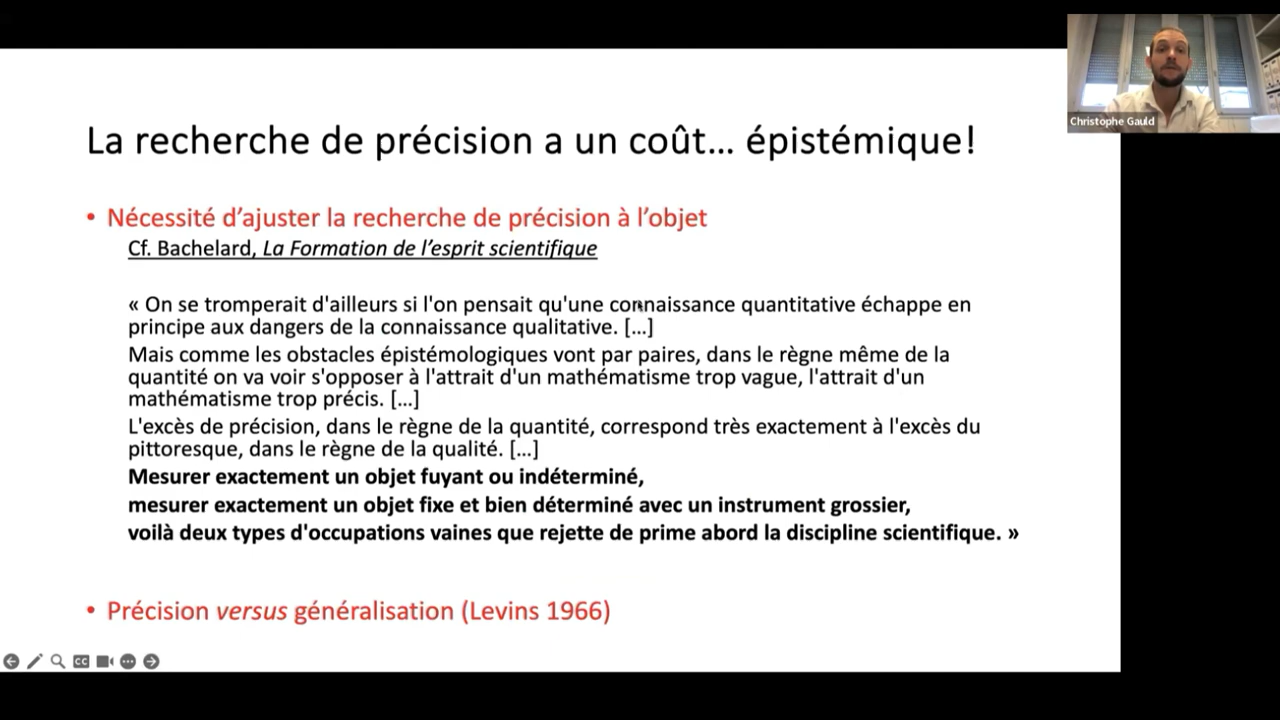 Christophe Gauld
La recherche de précision a un coût... épistémique!
• Nécessité d'ajuster la recherche de précision à l'objet
Cf. Bachelard, La Formation de l'esprit scientifique
« On se tromperait d'ailleurs si l'on pensait qu'une connaissance quantitative échappe en
principe aux dangers de la connaissance qualitative. [...]
Mais comme les obstacles épistémologiques vont par paires, dans le règne même de la
quantité on va voir s'opposer à l'attrait d'un mathématisme trop vague, l'attrait d'un
mathématisme trop précis. [...]
L'excès de précision, dans le règne de la quantité, correspond très exactement à l'excès du
pittoresque, dans le règne de la qualité. [...]
Mesurer exactement un objet fuyant ou indéterminé,
mesurer exactement un objet fixe et bien déterminé avec un instrument grossier,
voilà deux types d'occupations vaines que rejette de prime abord la discipline scientifique. »
• Précision versus généralisation (Levins 1966)
CC